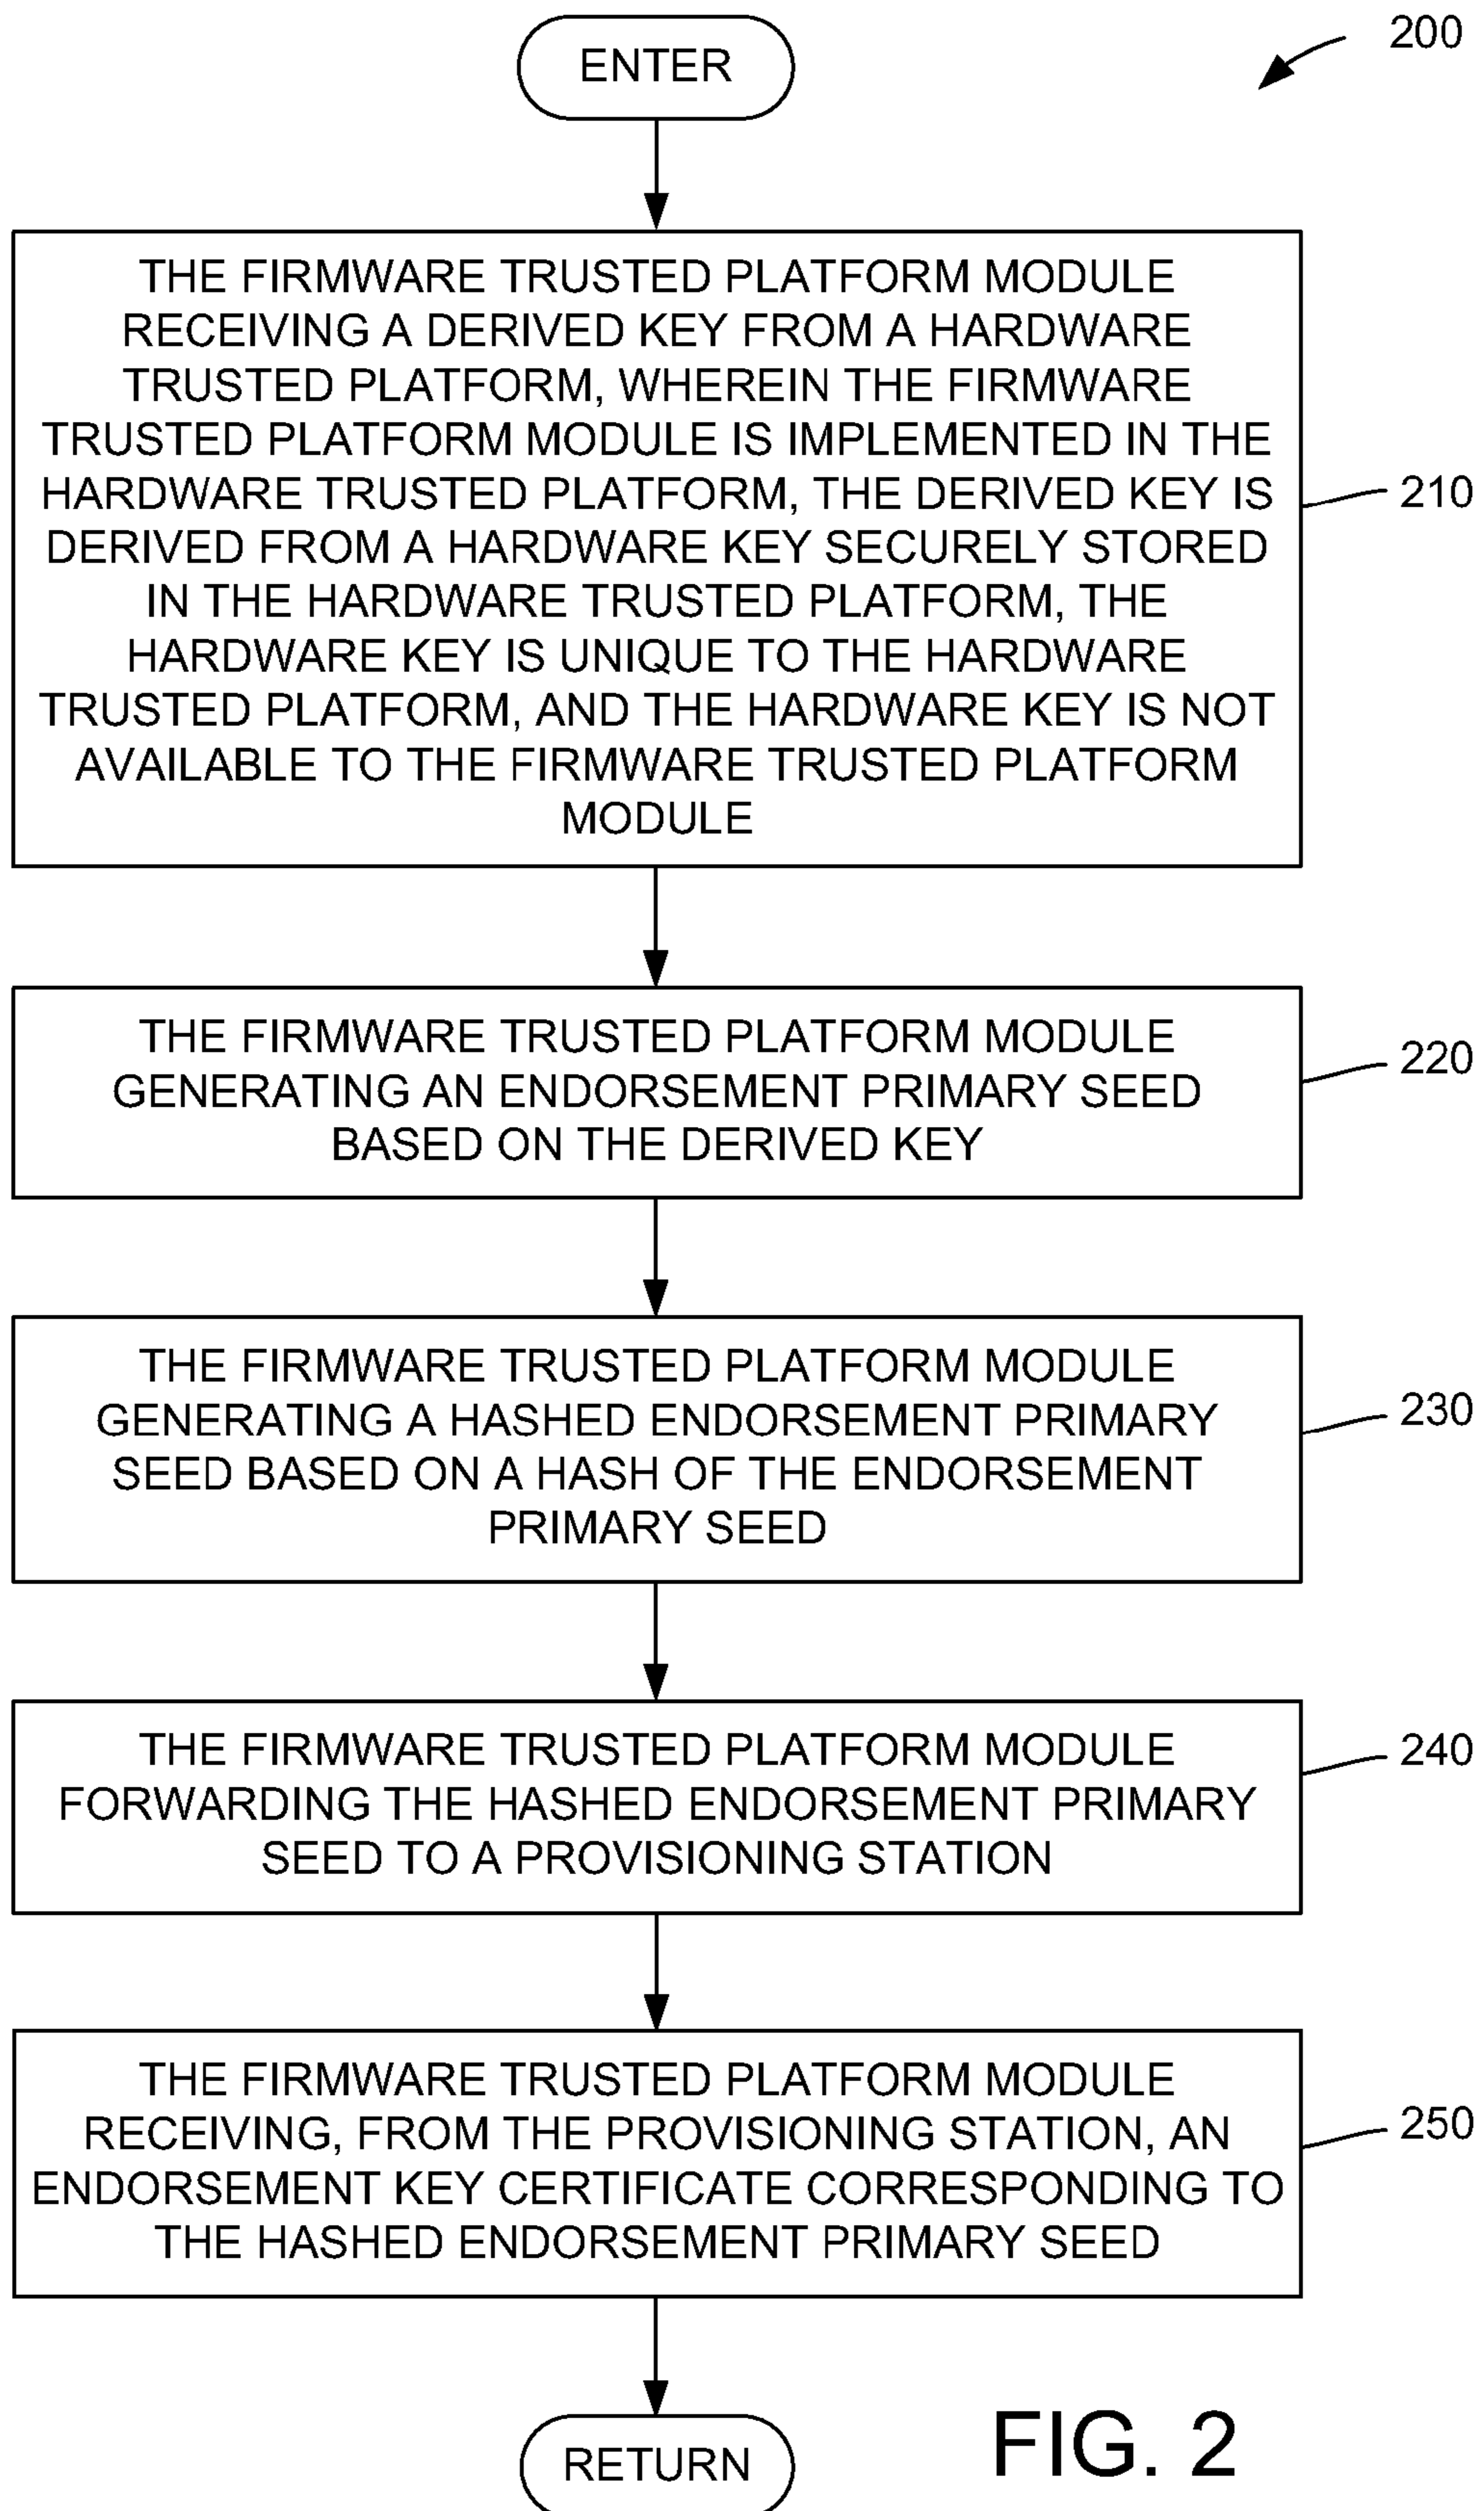 ENTER
200
THE FIRMWARE TRUSTED PLATFORM MODULE
RECEIVING A DERIVED KEY FROM A HARDWARE
TRUSTED PLATFORM, WHEREIN THE FIRMWARE
TRUSTED PLATFORM MODULE IS IMPLEMENTED IN THE
HARDWARE TRUSTED PLATFORM, THE DERIVED KEY IS
DERIVED FROM A HARDWARE KEY SECURELY STORED
IN THE HARDWARE TRUSTED PLATFORM, THE
HARDWARE KEY IS UNIQUE TO THE HARDWARE
TRUSTED PLATFORM, AND THE HARDWARE KEY IS NOT
AVAILABLE TO THE FIRMWARE TRUSTED PLATFORM
MODULE
210
THE FIRMWARE TRUSTED PLATFORM MODULE
GENERATING AN ENDORSEMENT PRIMARY SEED
BASED ON THE DERIVED KEY
220
THE FIRMWARE TRUSTED PLATFORM MODULE
GENERATING A HASHED ENDORSEMENT PRIMARY
SEED BASED ON A HASH OF THE ENDORSEMENT
PRIMARY SEED
230
THE FIRMWARE TRUSTED PLATFORM MODULE
FORWARDING THE HASHED ENDORSEMENT PRIMARY
SEED TO A PROVISIONING STATION
240
THE FIRMWARE TRUSTED PLATFORM MODULE
RECEIVING, FROM THE PROVISIONING STATION, AN
ENDORSEMENT KEY CERTIFICATE CORRESPONDING TO
THE HASHED ENDORSEMENT PRIMARY SEED
250
RETURN
FIG. 2